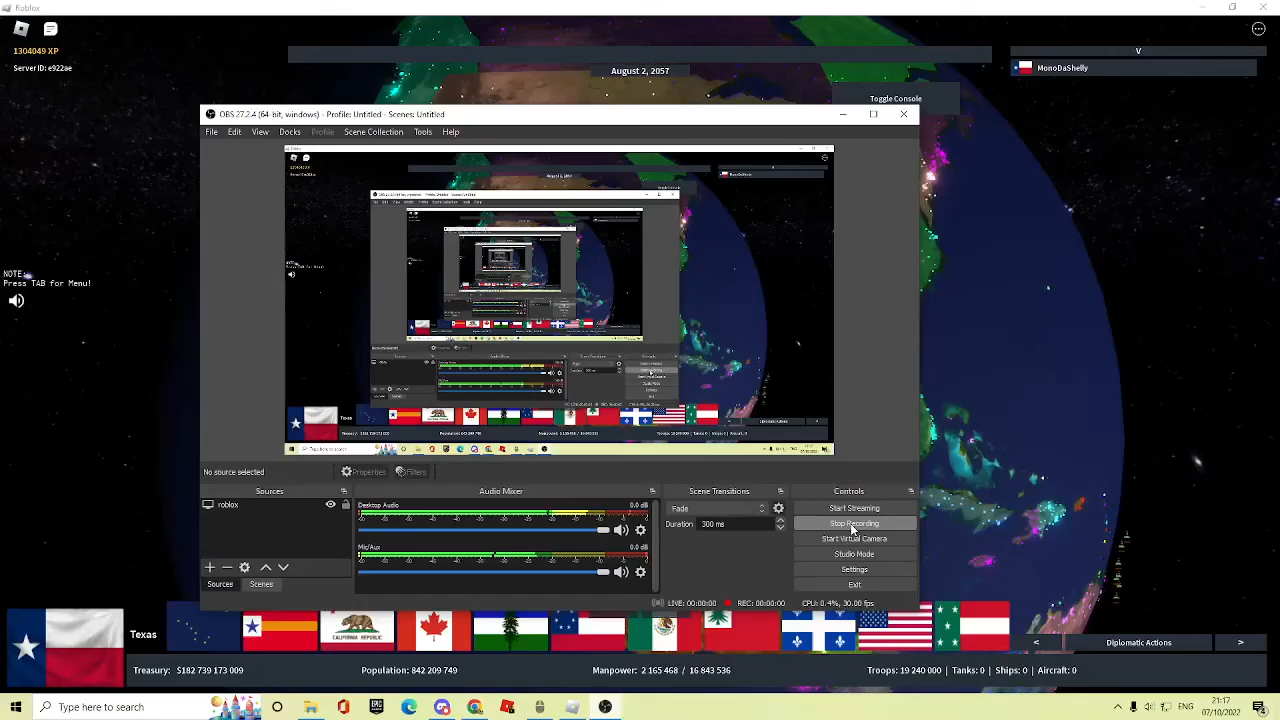 Roblox
1304049 XP
Server ID: e922ae
August 2, 2057
V
MonoDaShelly
Toggle Console
OBS 27.2.4 (64-bit, windows) - Profile: Untitled - Scenes: Untitled
File Edit View Docks Profile Scene Collection Tools Help
NOTE:
Press TAB for Menu!
No source selected
Properties Filters
Sources Audio Mixer Scene Transitions Controls
roblox
Desktop Audio 0.0 dB
Fade
Start Streaming
Duration 300 ms
Stop Recording
Start Virtual Camera
Mic/Aux 0.0 dB
Studio Mode
Settings
Sources Scenes
Exit
LIVE: 00:00:00 REC: 00:00:00 CPU: 0.4%, 30.00 fps
CALIFORNIA REPUBLIC
Texas
< Diplomatic Actions >
Treasury: $182 739 173 009 Population: 842 209 749 Manpower: 2 165 468 / 16 843 536 Troops: 19 240 000 | Tanks: 0 | Ships: 0 | Aircraft: 0
Type here to search
EPIC
ENG
21:17
07/10/2022